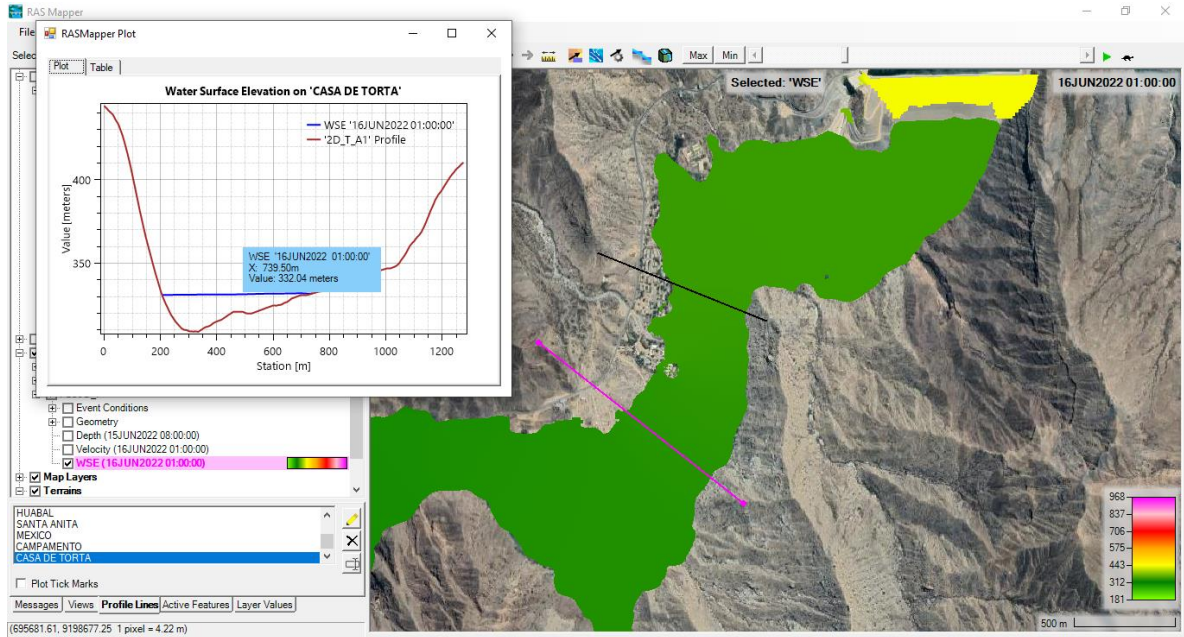 RAS Mapper
File
RASMapper Plot
Selec
Max Min
Plot Table
Water Surface Elevation on 'CASA DE TORTA'
WSE '16JUN2022 01:00:00'
'2D_T_A1' Profile
Value [meters]
400
350
WSE '16JUN2022 01:00:00'
X: 739.50m
Value: 332.04 meters
0 200 400 600 800 1000 1200
Station [m]
Selected: 'WSE'
16JUN2022 01:00:00
Event Conditions
Geometry
Depth (15JUN2022 08:00:00)
Velocity (16JUN2022 01:00:00)
WSE (16JUN2022 01:00:00)
Map Layers
Terrains
HUABAL
SANTA ANITA
MEXICO
CAMPAMENTO
CASA DE TORTA
Plot Tick Marks
Messages Views Profile Lines Active Features Layer Values
(695681.61, 9198677.25 1 pixel = 4.22 m)
968
837
706
575
443
312
181
500 m